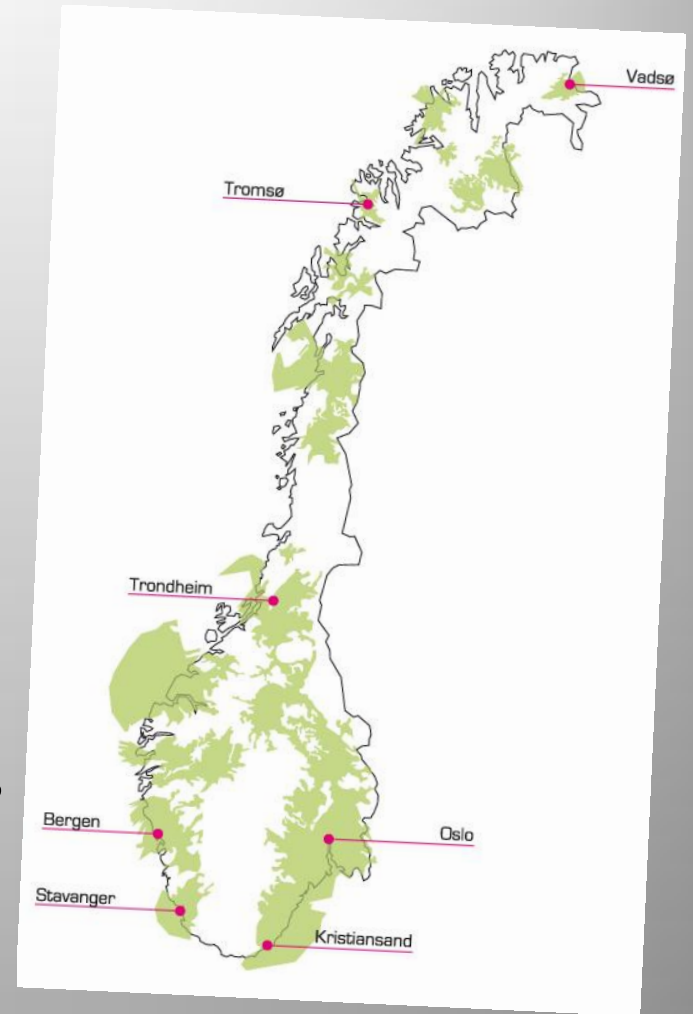 Vadsø
Tromsø
Trondheim
Bergen
Oslo
Stavanger
Kristiansand